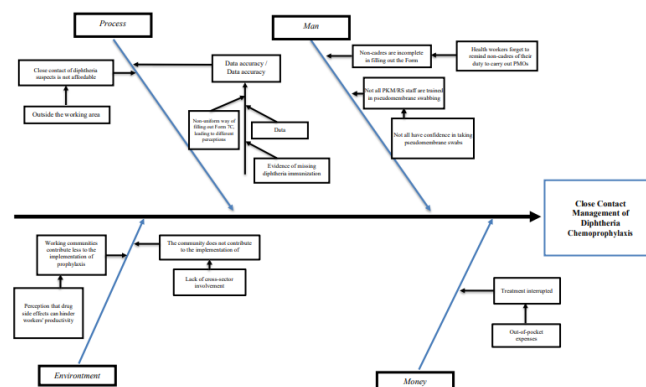 Process
Man
Close contact of diphtheria
suspects is not affordable
Outside the working area
Data accuracy /
Data accuracy
Non-uniform way of
filling out Form 7C,
leading to different
perceptions
Data
Evidence of missing
diphtheria immunization
Non-cadres are incomplete
in filling out the Form
Health workers forget to
remind non-cadres of their
duty to carry out PMOs
Not all PKM/RS staff are trained
in pseudomembrane swabbing
Not all have confidence in taking
pseudomembrane swabs
Close Contact
Management of
Diphtheria
Chemoprophylaxis
Working communities
contribute less to the
implementation of
prophylaxis
Perception that drug
side effects can hinder
workers' productivity
The community does not contribute
to the implementation of
Lack of cross-sector
involvement
Treatment interrupted
Out-of-pocket
expenses
Environtment
Money